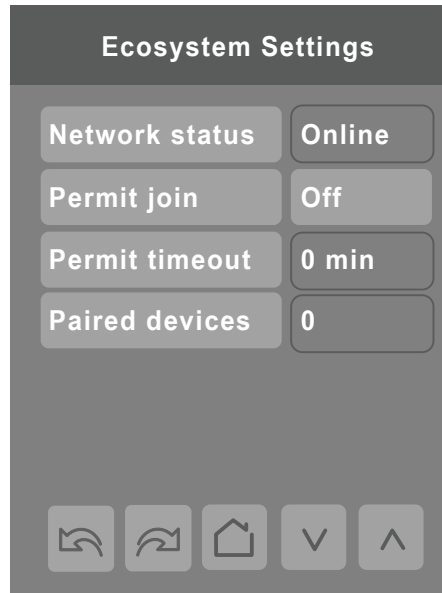 Ecosystem Settings
Network status Online
Permit join Off
Permit timeout 0 min
Paired devices 0